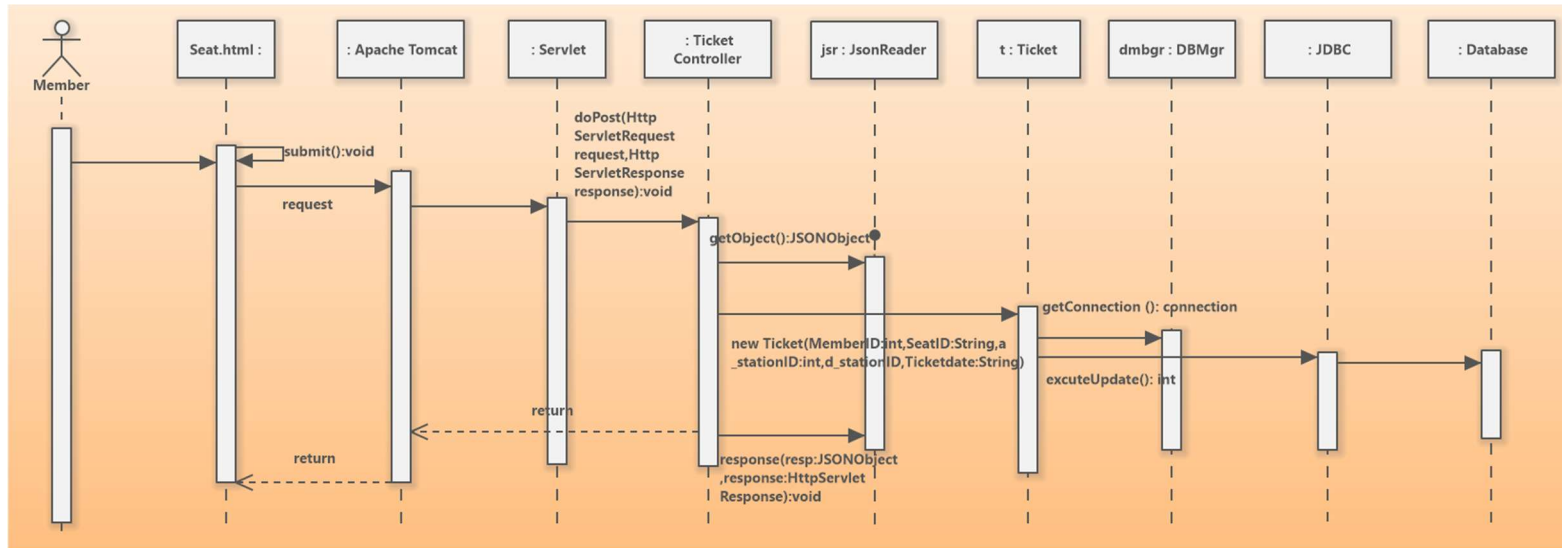 Member
Seat.html :
: Apache Tomcat
: Servlet
: Ticket
Controller
jsr : JsonReader
t : Ticket
dmbgr : DBMgr
: JDBC
: Database
submit():void
request
doPost(Http
ServletRequest
request,Http
ServletResponse
response):void
getObject():JSONObject
getConnection (): connection
new Ticket(MemberID:int,SeatID:String,a
_stationID:int,d_stationID,Ticketdate:String)
excuteUpdate(): int
return
return
response(resp:JSONObject
,response:HttpServlet
Response):void